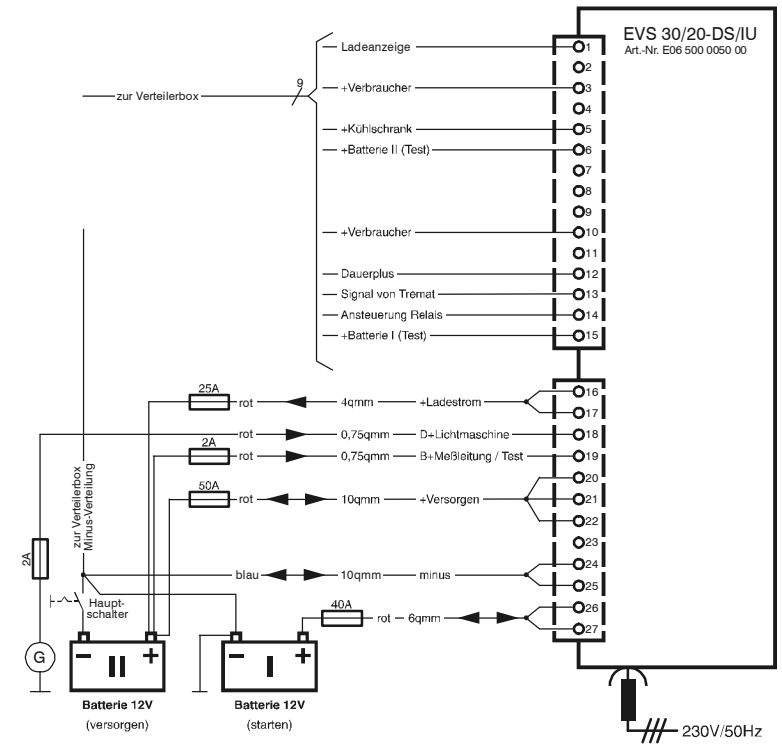 EVS 30/20-DS/IU
Art.-Nr. E06 500 0050 00
Ladeanzeige 1
2
9
+Verbraucher 3
zur Verteilerbox
4
+Kühlschrank 5
+Batterie II (Test) 6
7
8
9
+Verbraucher 10
11
Dauerplus 12
Signal von Tremat 13
Ansteuerung Relais 14
+Batterie I (Test) 15
25A
rot 4qmm +Ladestrom
16
17
rot 0,75qmm D+Lichtmaschine 18
2A
rot 0,75qmm B+Meßleitung / Test 19
50A
rot 10qmm +Versorgen
20
21
22
23
zur Verteilerbox
Minus-Verteilung
2A
blau 10qmm minus
24
25
Haupt-
schalter
40A
rot 6qmm
26
27
G
− II +
− I +
Batterie 12V
(versorgen)
Batterie 12V
(starten)
230V/50Hz